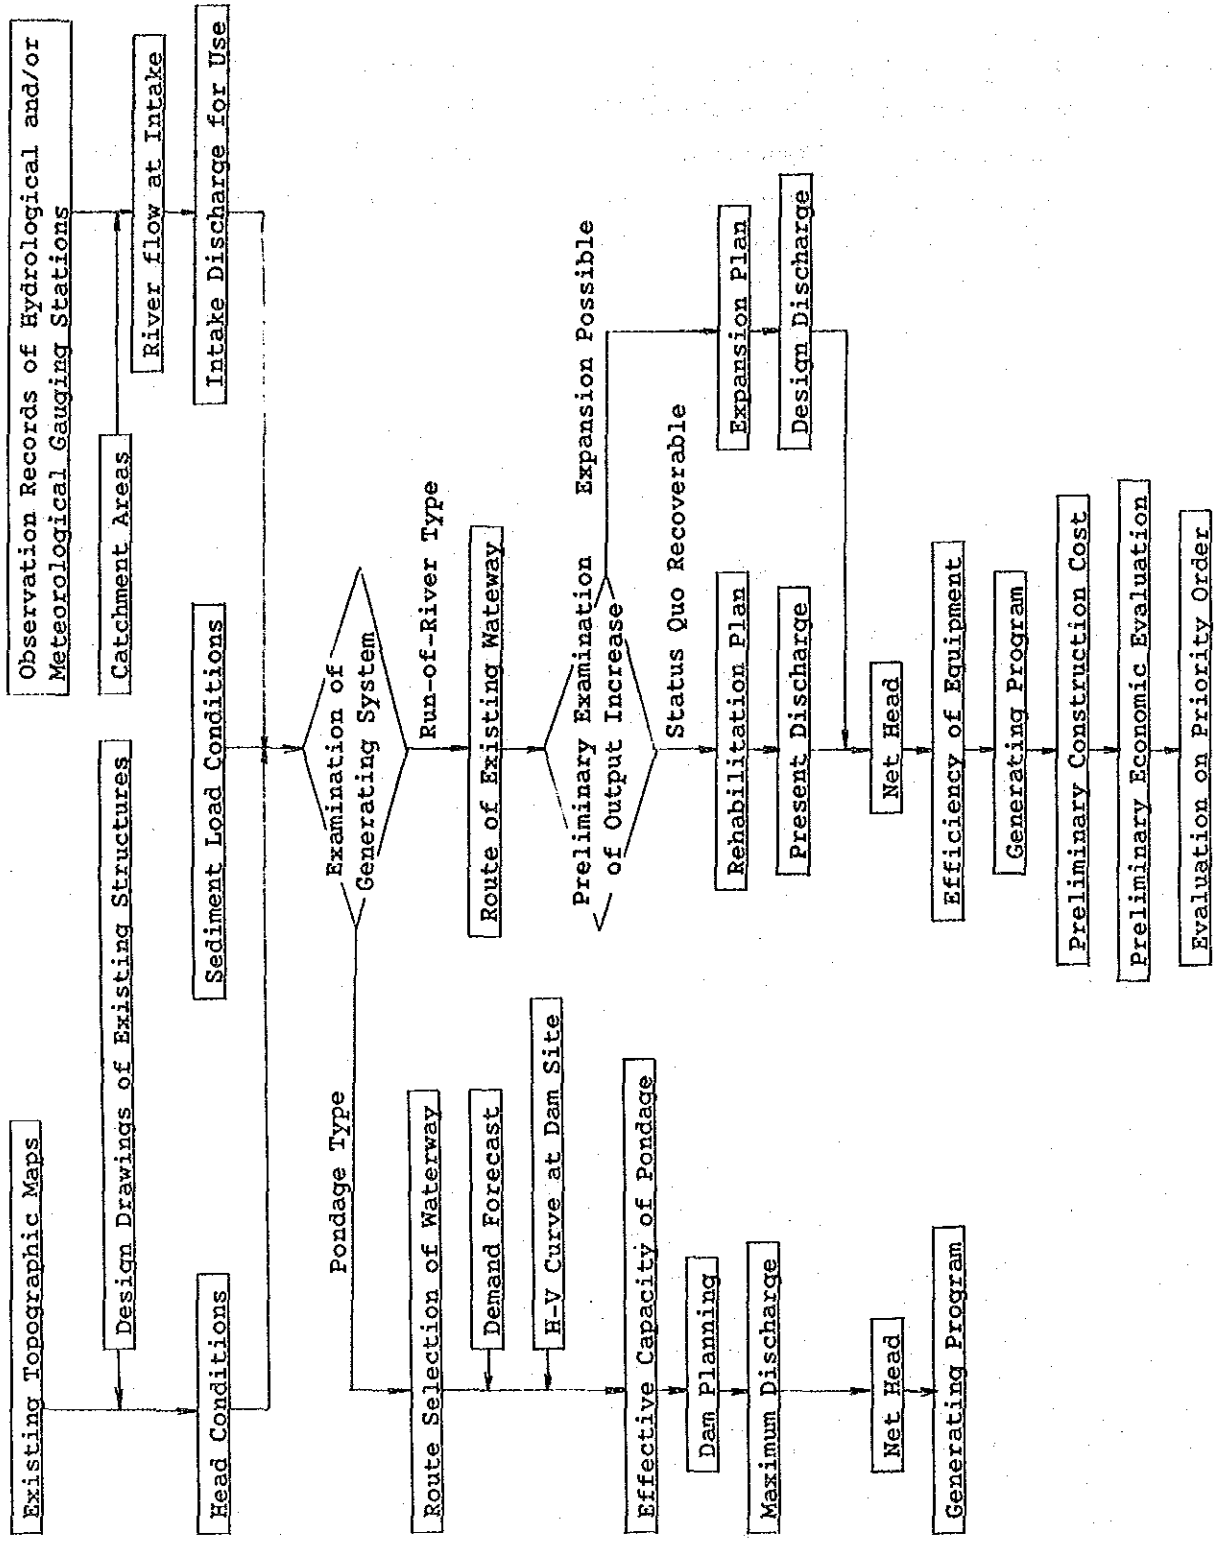 Existing Topographic Maps
Design Drawings of Existing Structures
Head Conditions
Observation Records of Hydrological and/or
Meteorological Gauging Stations
Catchment Areas
River flow at Intake
Intake Discharge for Use
Sediment Load Conditions
Examination of
Generating System
Pondage Type
Run-of-River Type
Route Selection of Waterway
Demand Forecast
H-V Curve at Dam Site
Effective Capacity of Pondage
Dam Planning
Maximum Discharge
Net Head
Generating Program
Route of Existing Wateway
Preliminary Examination
of Output Increase
Expansion Possible
Status Quo Recoverable
Expansion Plan
Design Discharge
Rehabilitation Plan
Present Discharge
Net Head
Efficiency of Equipment
Generating Program
Preliminary Construction Cost
Preliminary Economic Evaluation
Evaluation on Priority Order